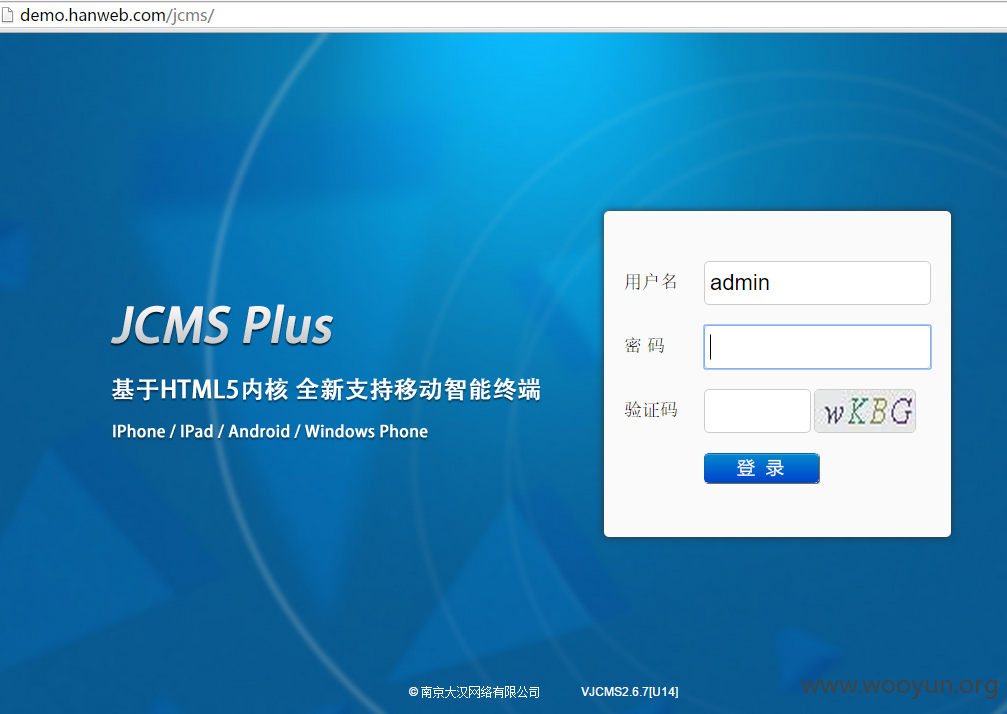 demo.hanweb.com/jcms/
JCMS Plus
基于HTML5内核 全新支持移动智能终端
IPhone / IPad / Android / Windows Phone
用户名 admin
密 码
验证码 wKBG
登 录
© 南京大汉网络有限公司 VJCMS2.6.7[U14]
www.wooyun.org